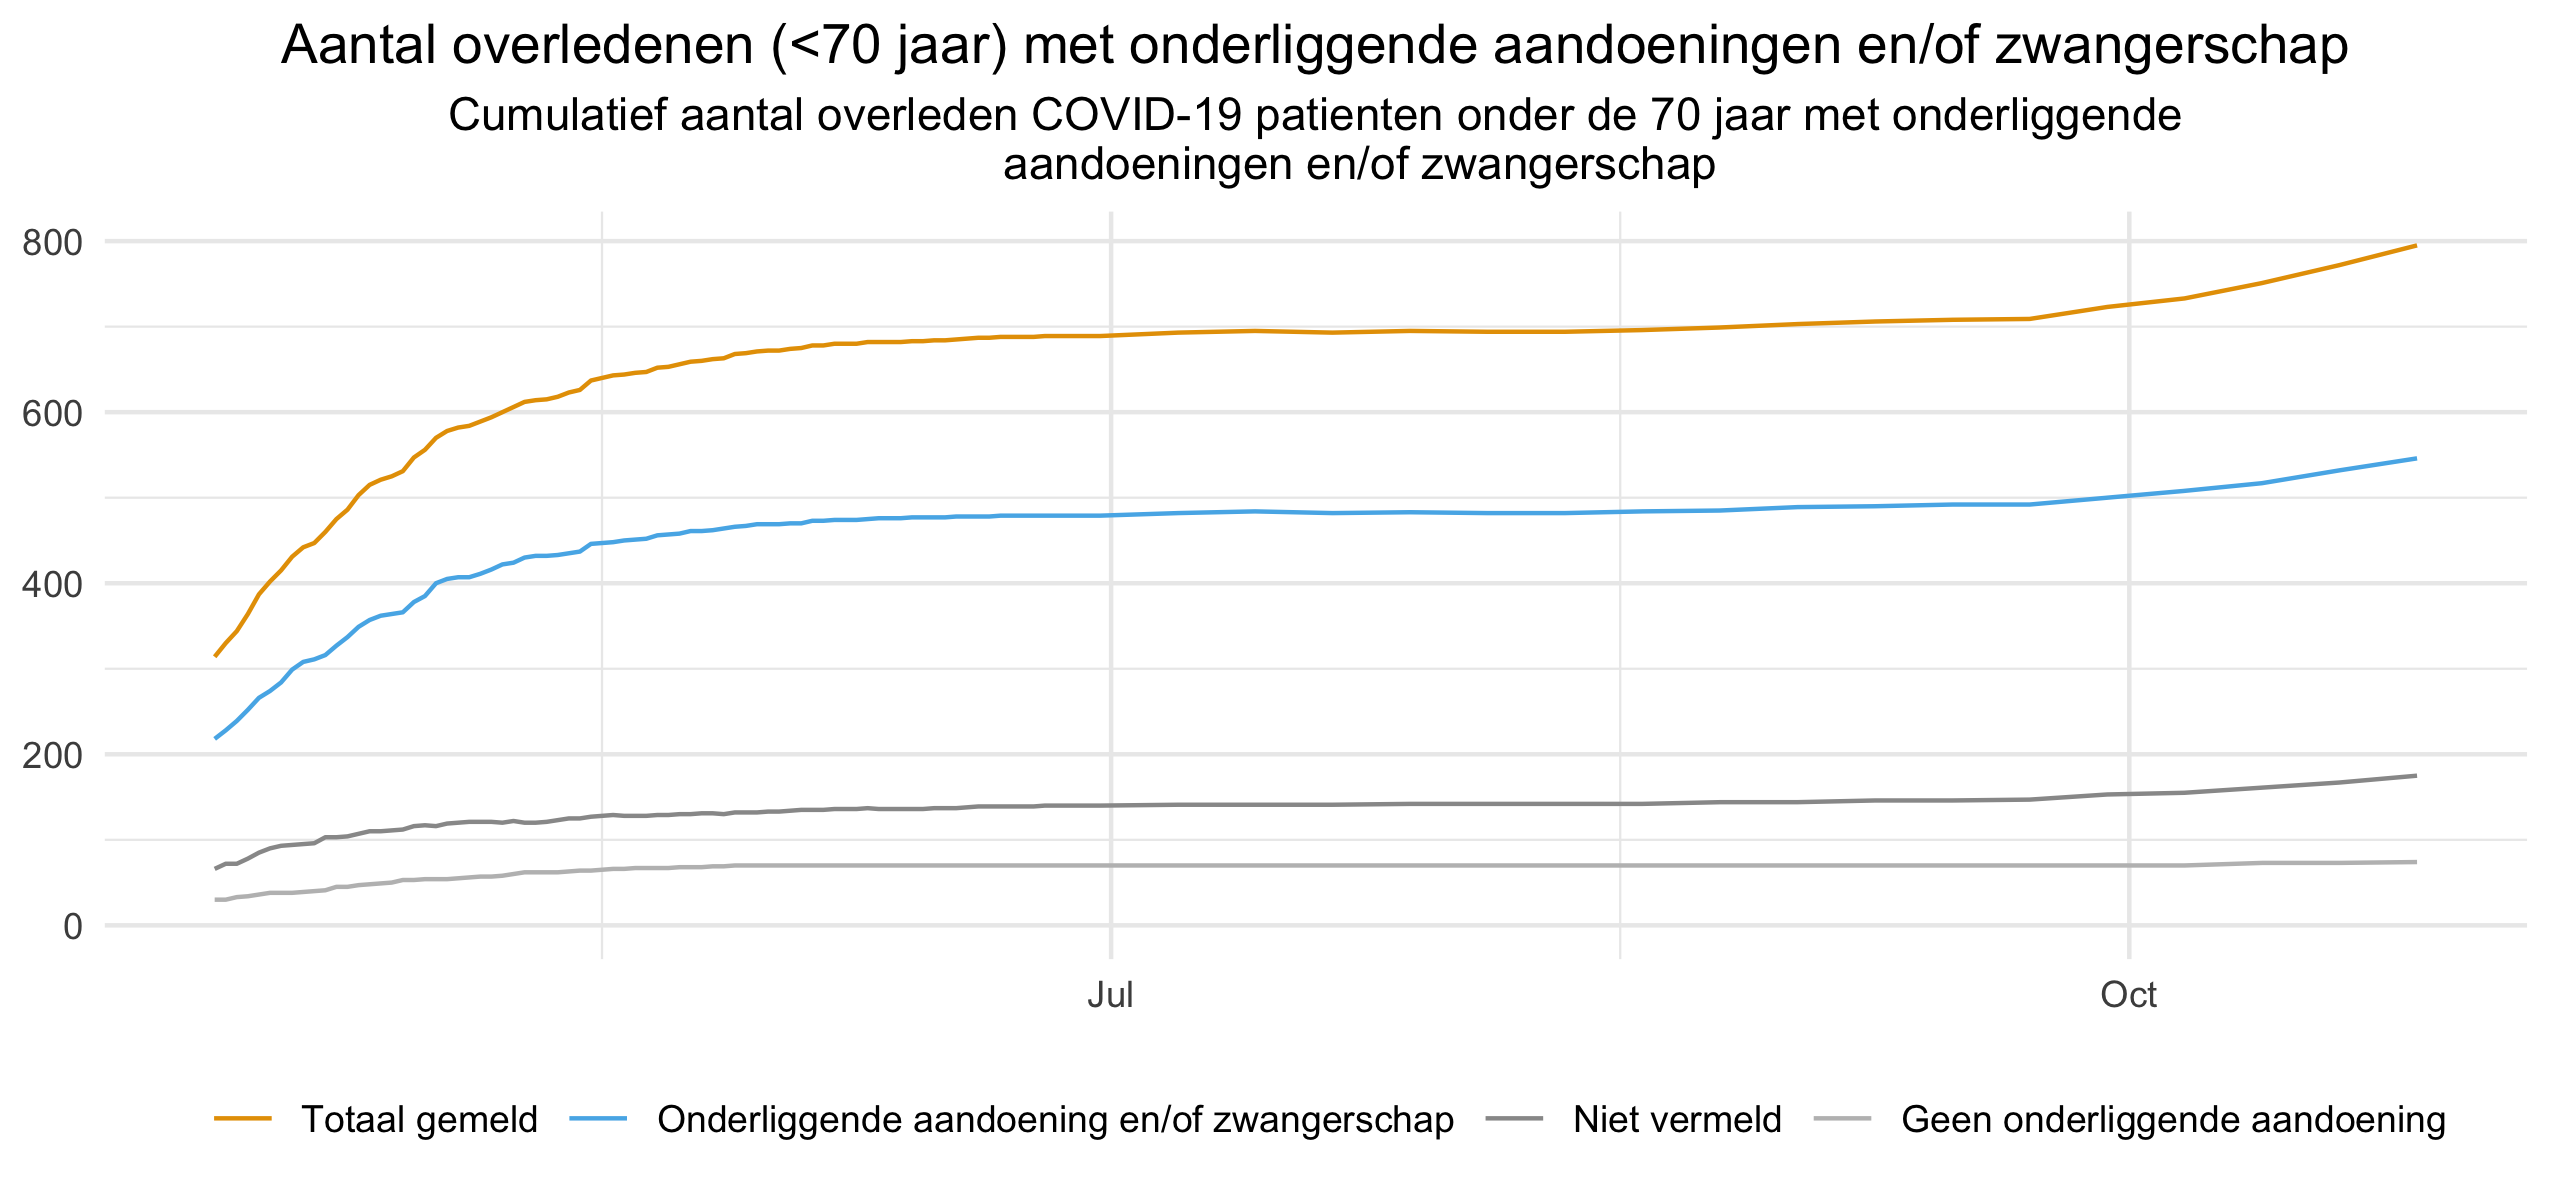 Aantal overledenen (<70 jaar) met onderliggende aandoeningen en/of zwangerschap
Cumulatief aantal overleden COVID-19 patienten onder de 70 jaar met onderliggende
aandoeningen en/of zwangerschap
800
600
400
200
0
Jul
Oct
Totaal gemeld
Onderliggende aandoening en/of zwangerschap
Niet vermeld
Geen onderliggende aandoening